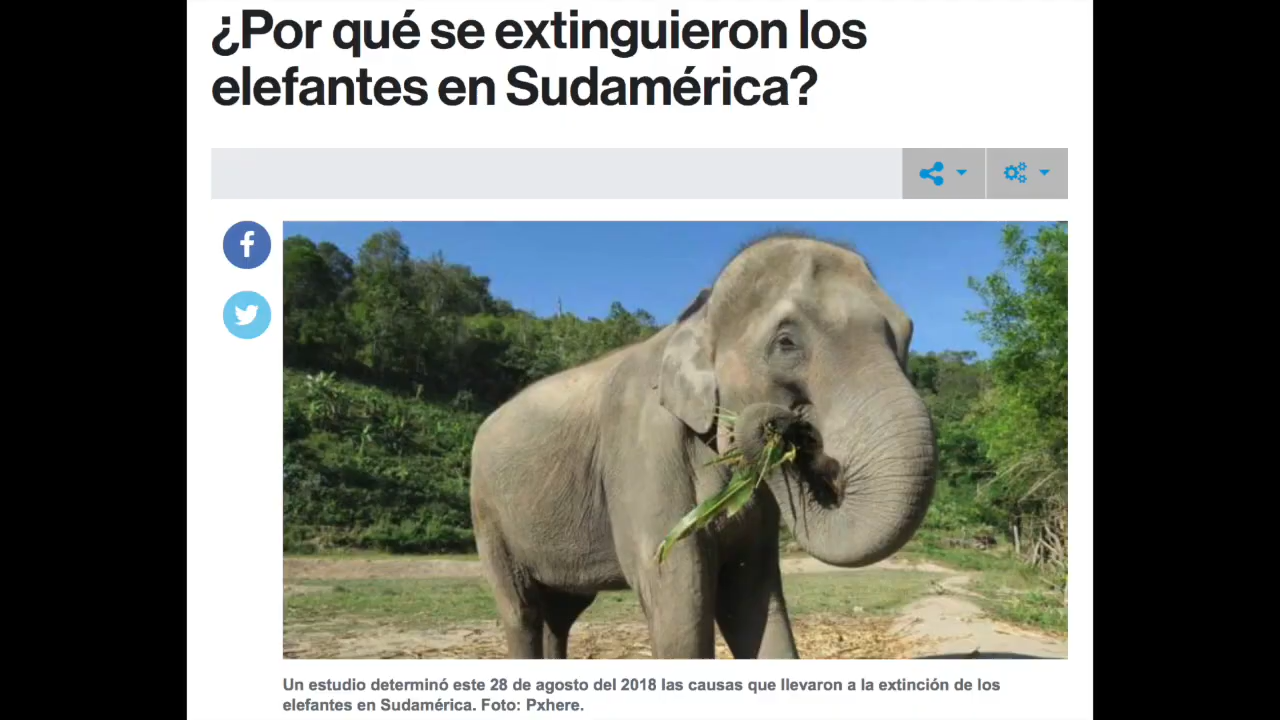 ¿Por qué se extinguieron los
elefantes en Sudamérica?
Un estudio determinó este 28 de agosto del 2018 las causas que llevaron a la extinción de los
elefantes en Sudamérica. Foto: Pxhere.